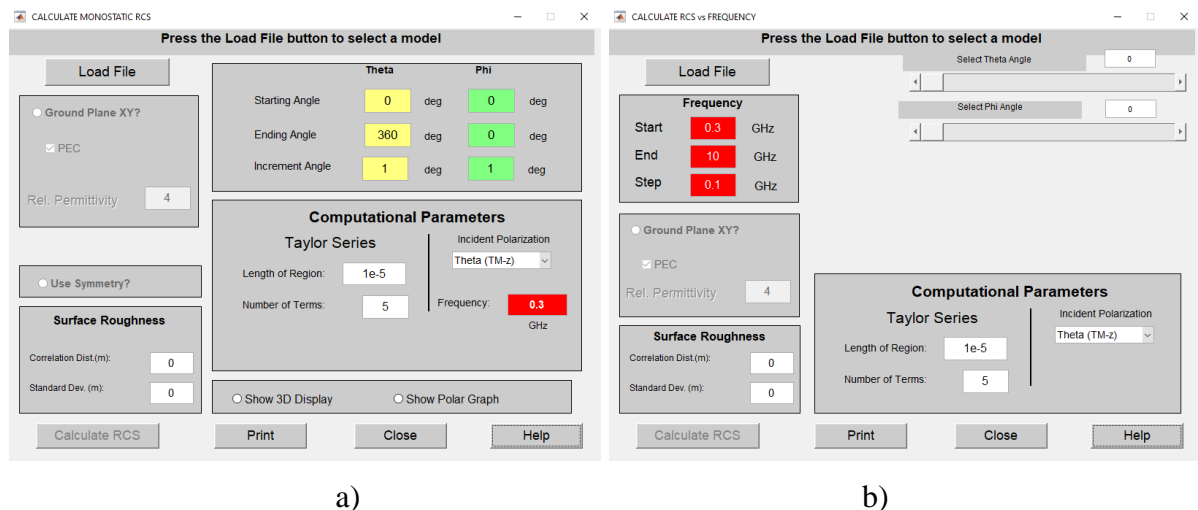 CALCULATE MONOSTATIC RCS
Press the Load File button to select a model
Load File
Ground Plane XY?
PEC
Rel. Permittivity 4
Use Symmetry?
Surface Roughness
Correlation Dist.(m): 0
Standard Dev. (m): 0
Theta Phi
Starting Angle 0 deg 0 deg
Ending Angle 360 deg 0 deg
Increment Angle 1 deg 1 deg
Computational Parameters
Taylor Series
Length of Region: 1e-5
Number of Terms: 5
Incident Polarization
Theta (TM-z)
Frequency: 0.3
GHz
Show 3D Display Show Polar Graph
Calculate RCS Print Close Help
a)
CALCULATE RCS vs FREQUENCY
Press the Load File button to select a model
Load File
Select Theta Angle 0
Select Phi Angle 0
Frequency
Start 0.3 GHz
End 10 GHz
Step 0.1 GHz
Ground Plane XY?
PEC
Rel. Permittivity 4
Surface Roughness
Correlation Dist.(m): 0
Standard Dev. (m): 0
Computational Parameters
Taylor Series
Length of Region: 1e-5
Number of Terms: 5
Incident Polarization
Theta (TM-z)
Calculate RCS Print Close Help
b)